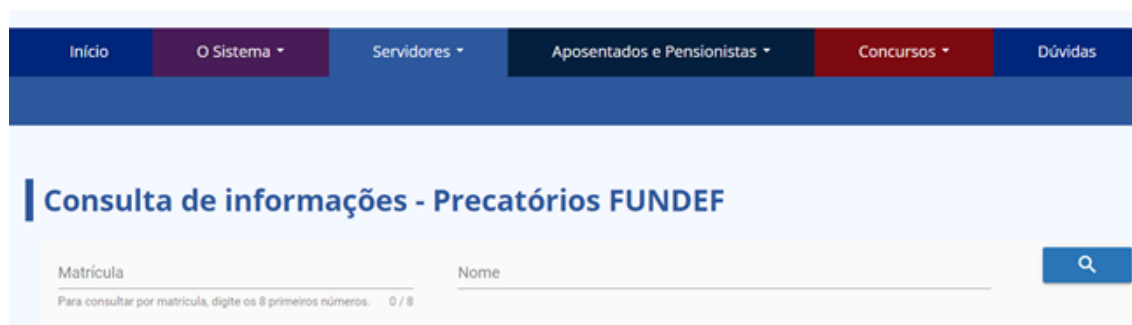 Início O Sistema Servidores Aposentados e Pensionistas Concursos Dúvidas
Consulta de informações - Precatórios FUNDEF
Matrícula Nome
Para consultar por matrícula, digite os 8 primeiros números. 0 / 8